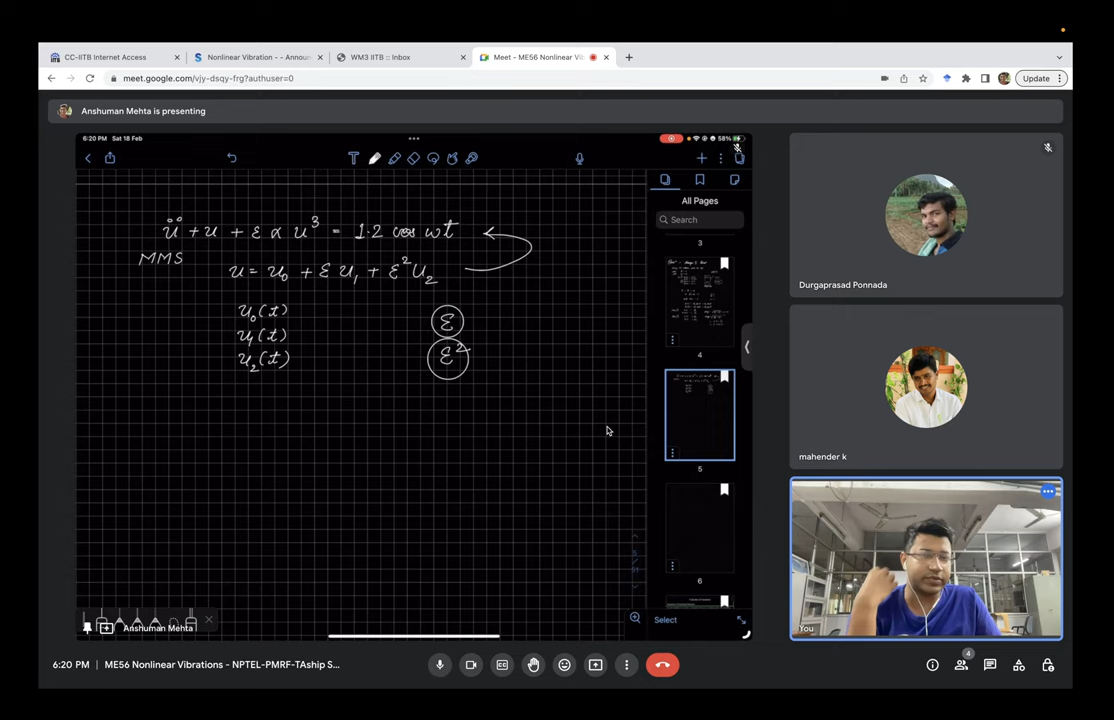 CC-IITB Internet Access
Nonlinear Vibration - - Announ
WM3 IITB :: Inbox
Meet - ME56 Nonlinear Vib
meet.google.com/vjy-dsqy-frg?authuser=0
Update
Anshuman Mehta is presenting
6:20 PM Sat 18 Feb
58%
All Pages
Search
3
4
5
6
ü + u + ε α u³ = 1.2 cos wt
MMS
u = u₀ + ε u₁ + ε² u₂
u₀(t)
ε
u₁(t)
u₂(t)
ε²
Select
Anshuman Mehta
Durgaprasad Ponnada
mahender k
You
6:20 PM | ME56 Nonlinear Vibrations - NPTEL-PMRF-TAship S...
4